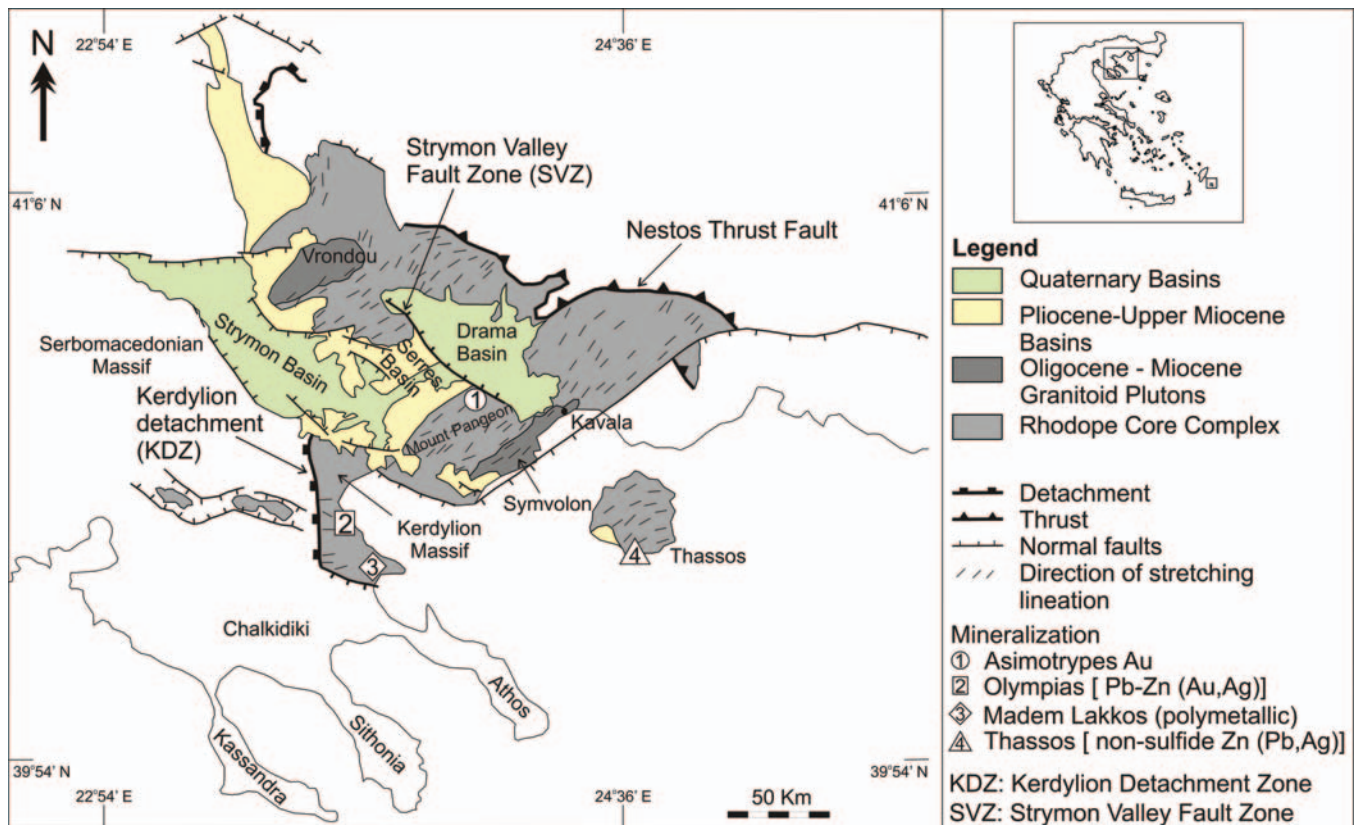 N
22°54' E
24°36' E
Strymon Valley
Fault Zone (SVZ)
41°6' N
41°6' N
Nestos Thrust Fault
Vrondou
Drama
Basin
Strymon Basin
Serres
Basin
Serbomacedonian
Massif
Kerdylion
detachment
(KDZ)
1
Mount Pangeon
Kavala
Symvolon
2
Kerdylion
Massif
3
4
Thassos
Chalkidiki
Athos
Sithonia
Kassandra
39°54' N
39°54' N
22°54' E
24°36' E
50 Km
Legend
Quaternary Basins
Pliocene-Upper Miocene
Basins
Oligocene - Miocene
Granitoid Plutons
Rhodope Core Complex
Detachment
Thrust
Normal faults
Direction of stretching
lineation
Mineralization
1 Asimotrypes Au
2 Olympias [ Pb-Zn (Au,Ag)]
3 Madem Lakkos (polymetallic)
4 Thassos [ non-sulfide Zn (Pb,Ag)]
KDZ: Kerdylion Detachment Zone
SVZ: Strymon Valley Fault Zone